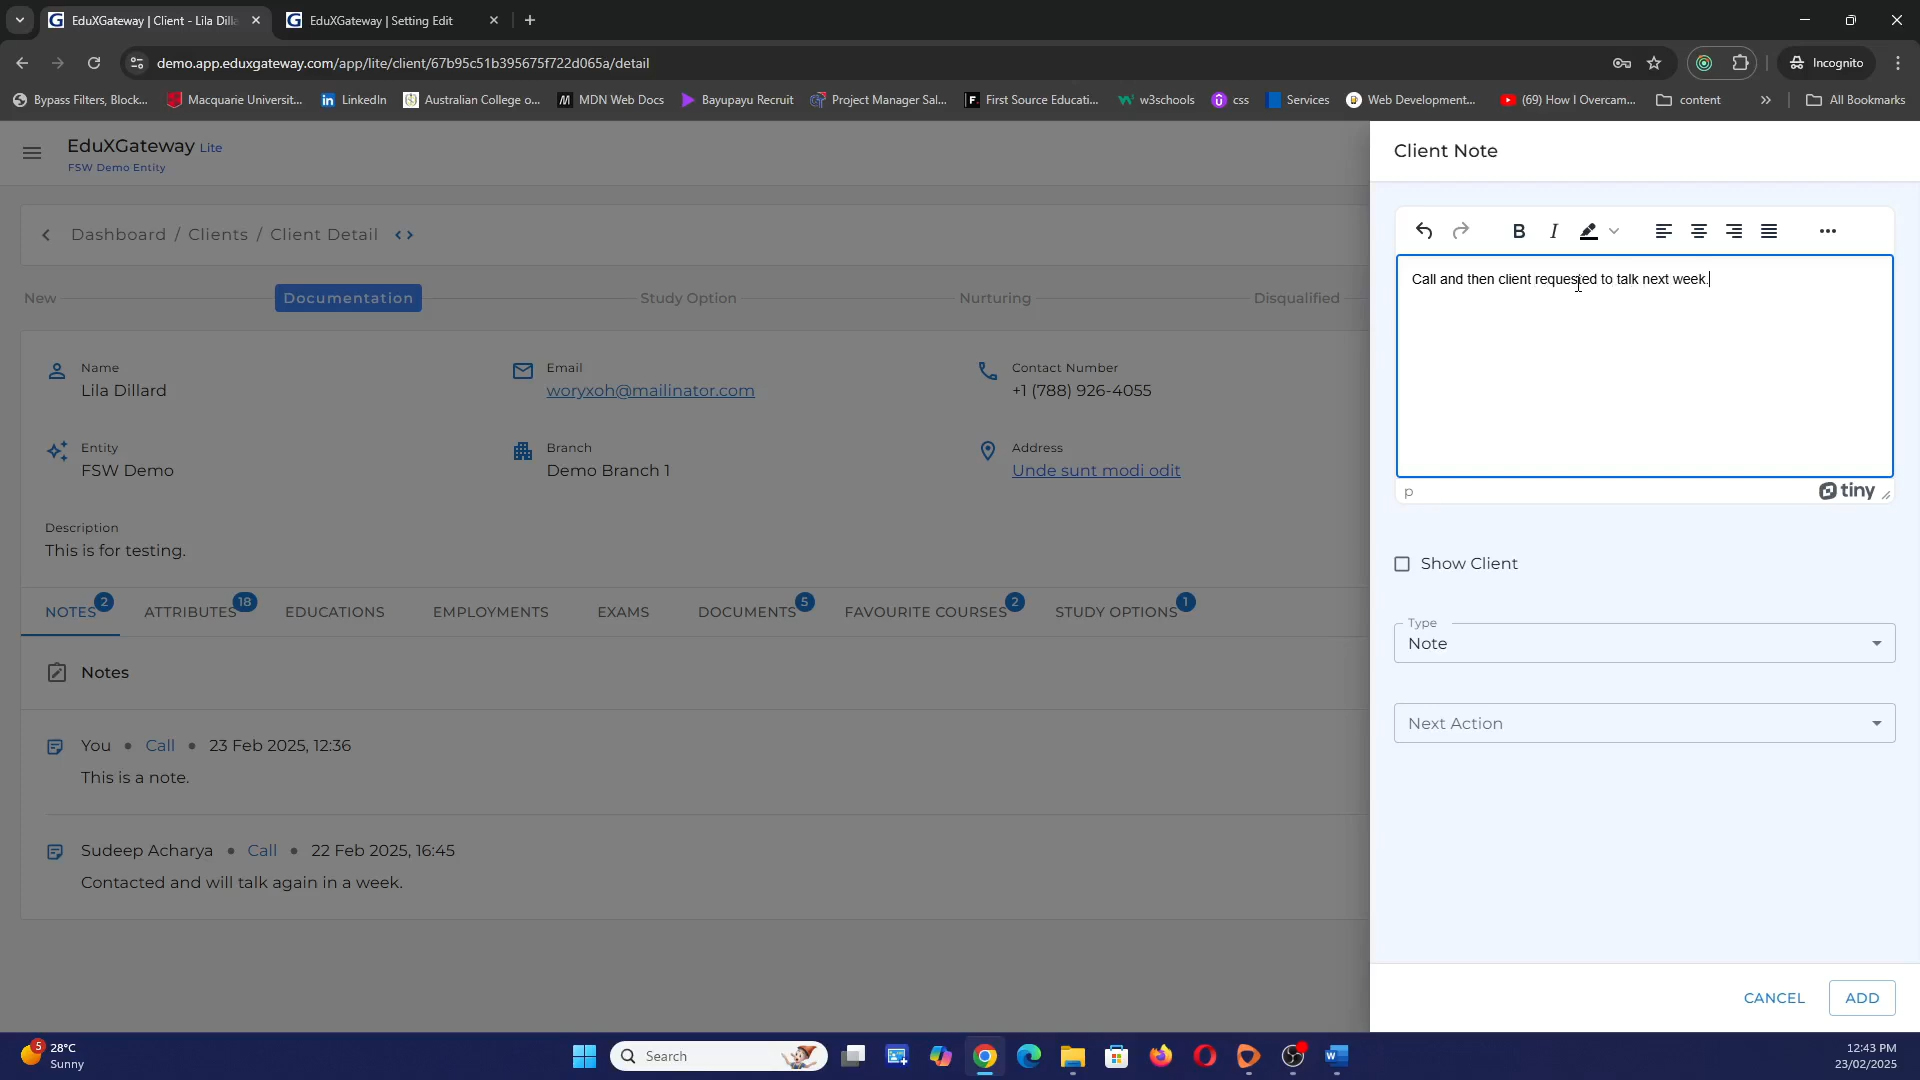 EduXGateway | Client - Lila Dilla
EduXGateway | Setting Edit
demo.app.eduxgateway.com/app/lite/client/67b95c51b395675f722d065a/detail
Incognito
Bypass Filters, Block...
Macquarie Universit...
LinkedIn
Australian College o...
MDN Web Docs
Bayupayu Recruit
Project Manager Sal...
First Source Educati...
w3schools
css
Services
Web Development...
(69) How I Overcam...
content
All Bookmarks
EduXGateway Lite
FSW Demo Entity
Dashboard / Clients / Client Detail
New
Documentation
Study Option
Nurturing
Disqualified
Name
Lila Dillard
Email
woryxoh@mailinator.com
Contact Number
+1 (788) 926-4055
Entity
FSW Demo
Branch
Demo Branch 1
Address
Unde sunt modi odit
Description
This is for testing.
NOTES 2
ATTRIBUTES 18
EDUCATIONS
EMPLOYMENTS
EXAMS
DOCUMENTS 5
FAVOURITE COURSES 2
STUDY OPTIONS 1
Notes
You • Call • 23 Feb 2025, 12:36
This is a note.
Sudeep Acharya • Call • 22 Feb 2025, 16:45
Contacted and will talk again in a week.
Client Note
B I
Call and then client requested to talk next week.
p
tiny
Show Client
Type
Note
Next Action
CANCEL
ADD
5
28°C
Sunny
Search
12:43 PM
23/02/2025